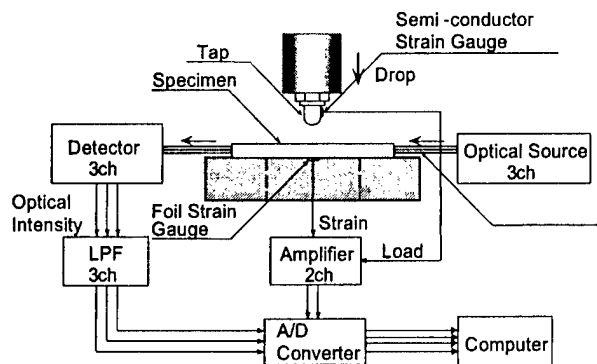 Semi-conductor
Strain Gauge
Tap
Drop
Specimen
Detector
3ch
Optical Source
3ch
Optical
Intensity
Foil Strain
Gauge
Strain
LPF
3ch
Amplifier
2ch
Load
A/D
Converter
Computer